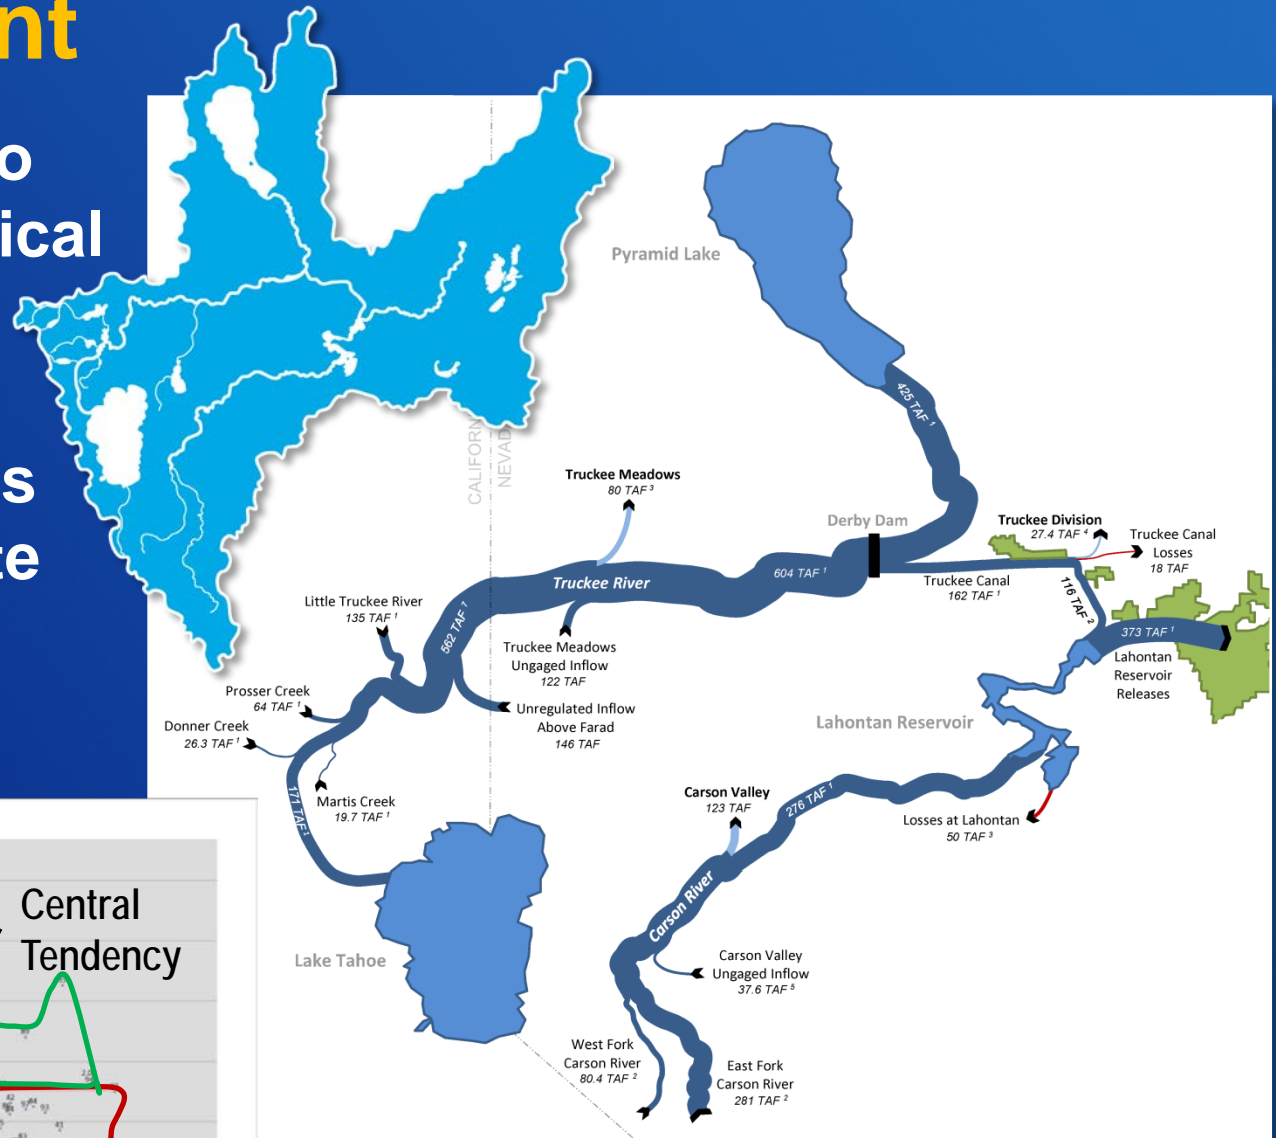 nt
o
ical
s
te
Pyramid Lake
425 TAF 1
CALIFORN
NEVAD
Truckee Meadows
80 TAF 3
Derby Dam
Truckee Division
27.4 TAF 4
Truckee Canal
Losses
18 TAF
Truckee River
604 TAF 1
Truckee Canal
162 TAF 1
116 TAF 2
Little Truckee River
135 TAF 1
562 TAF 1
Truckee Meadows
Ungaged Inflow
122 TAF
373 TAF 1
Lahontan
Reservoir
Releases
Prosser Creek
64 TAF 1
Donner Creek
26.3 TAF 1
Unregulated Inflow
Above Farad
146 TAF
Lahontan Reservoir
171 TAF 1
Martis Creek
19.7 TAF 1
Carson Valley
123 TAF
276 TAF 1
Losses at Lahontan
50 TAF 3
Carson River
Lake Tahoe
Carson Valley
Ungaged Inflow
37.6 TAF 5
West Fork
Carson River
80.4 TAF 2
East Fork
Carson River
281 TAF 2
Central
Tendency